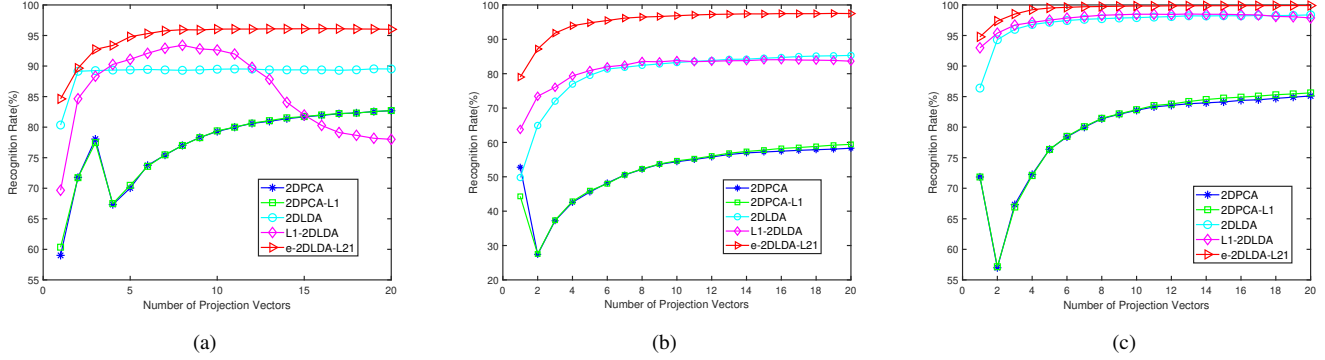 100
95
90
85
80
75
70
65
60
55
Recognition Rate(%)
0 5 10 15 20
Number of Projection Vectors
2DPCA
2DPCA-L1
2DLDA
L1-2DLDA
e-2DLDA-L21
(a)
100
90
80
70
60
50
40
30
20
Recognition Rate(%)
0 2 4 6 8 10 12 14 16 18 20
Number of Projection Vectors
2DPCA
2DPCA-L1
2DLDA
L1-2DLDA
e-2DLDA-L21
(b)
100
95
90
85
80
75
70
65
60
55
Recognition Rate(%)
0 2 4 6 8 10 12 14 16 18 20
Number of Projection Vectors
2DPCA
2DPCA-L1
2DLDA
L1-2DLDA
e-2DLDA-L21
(c)